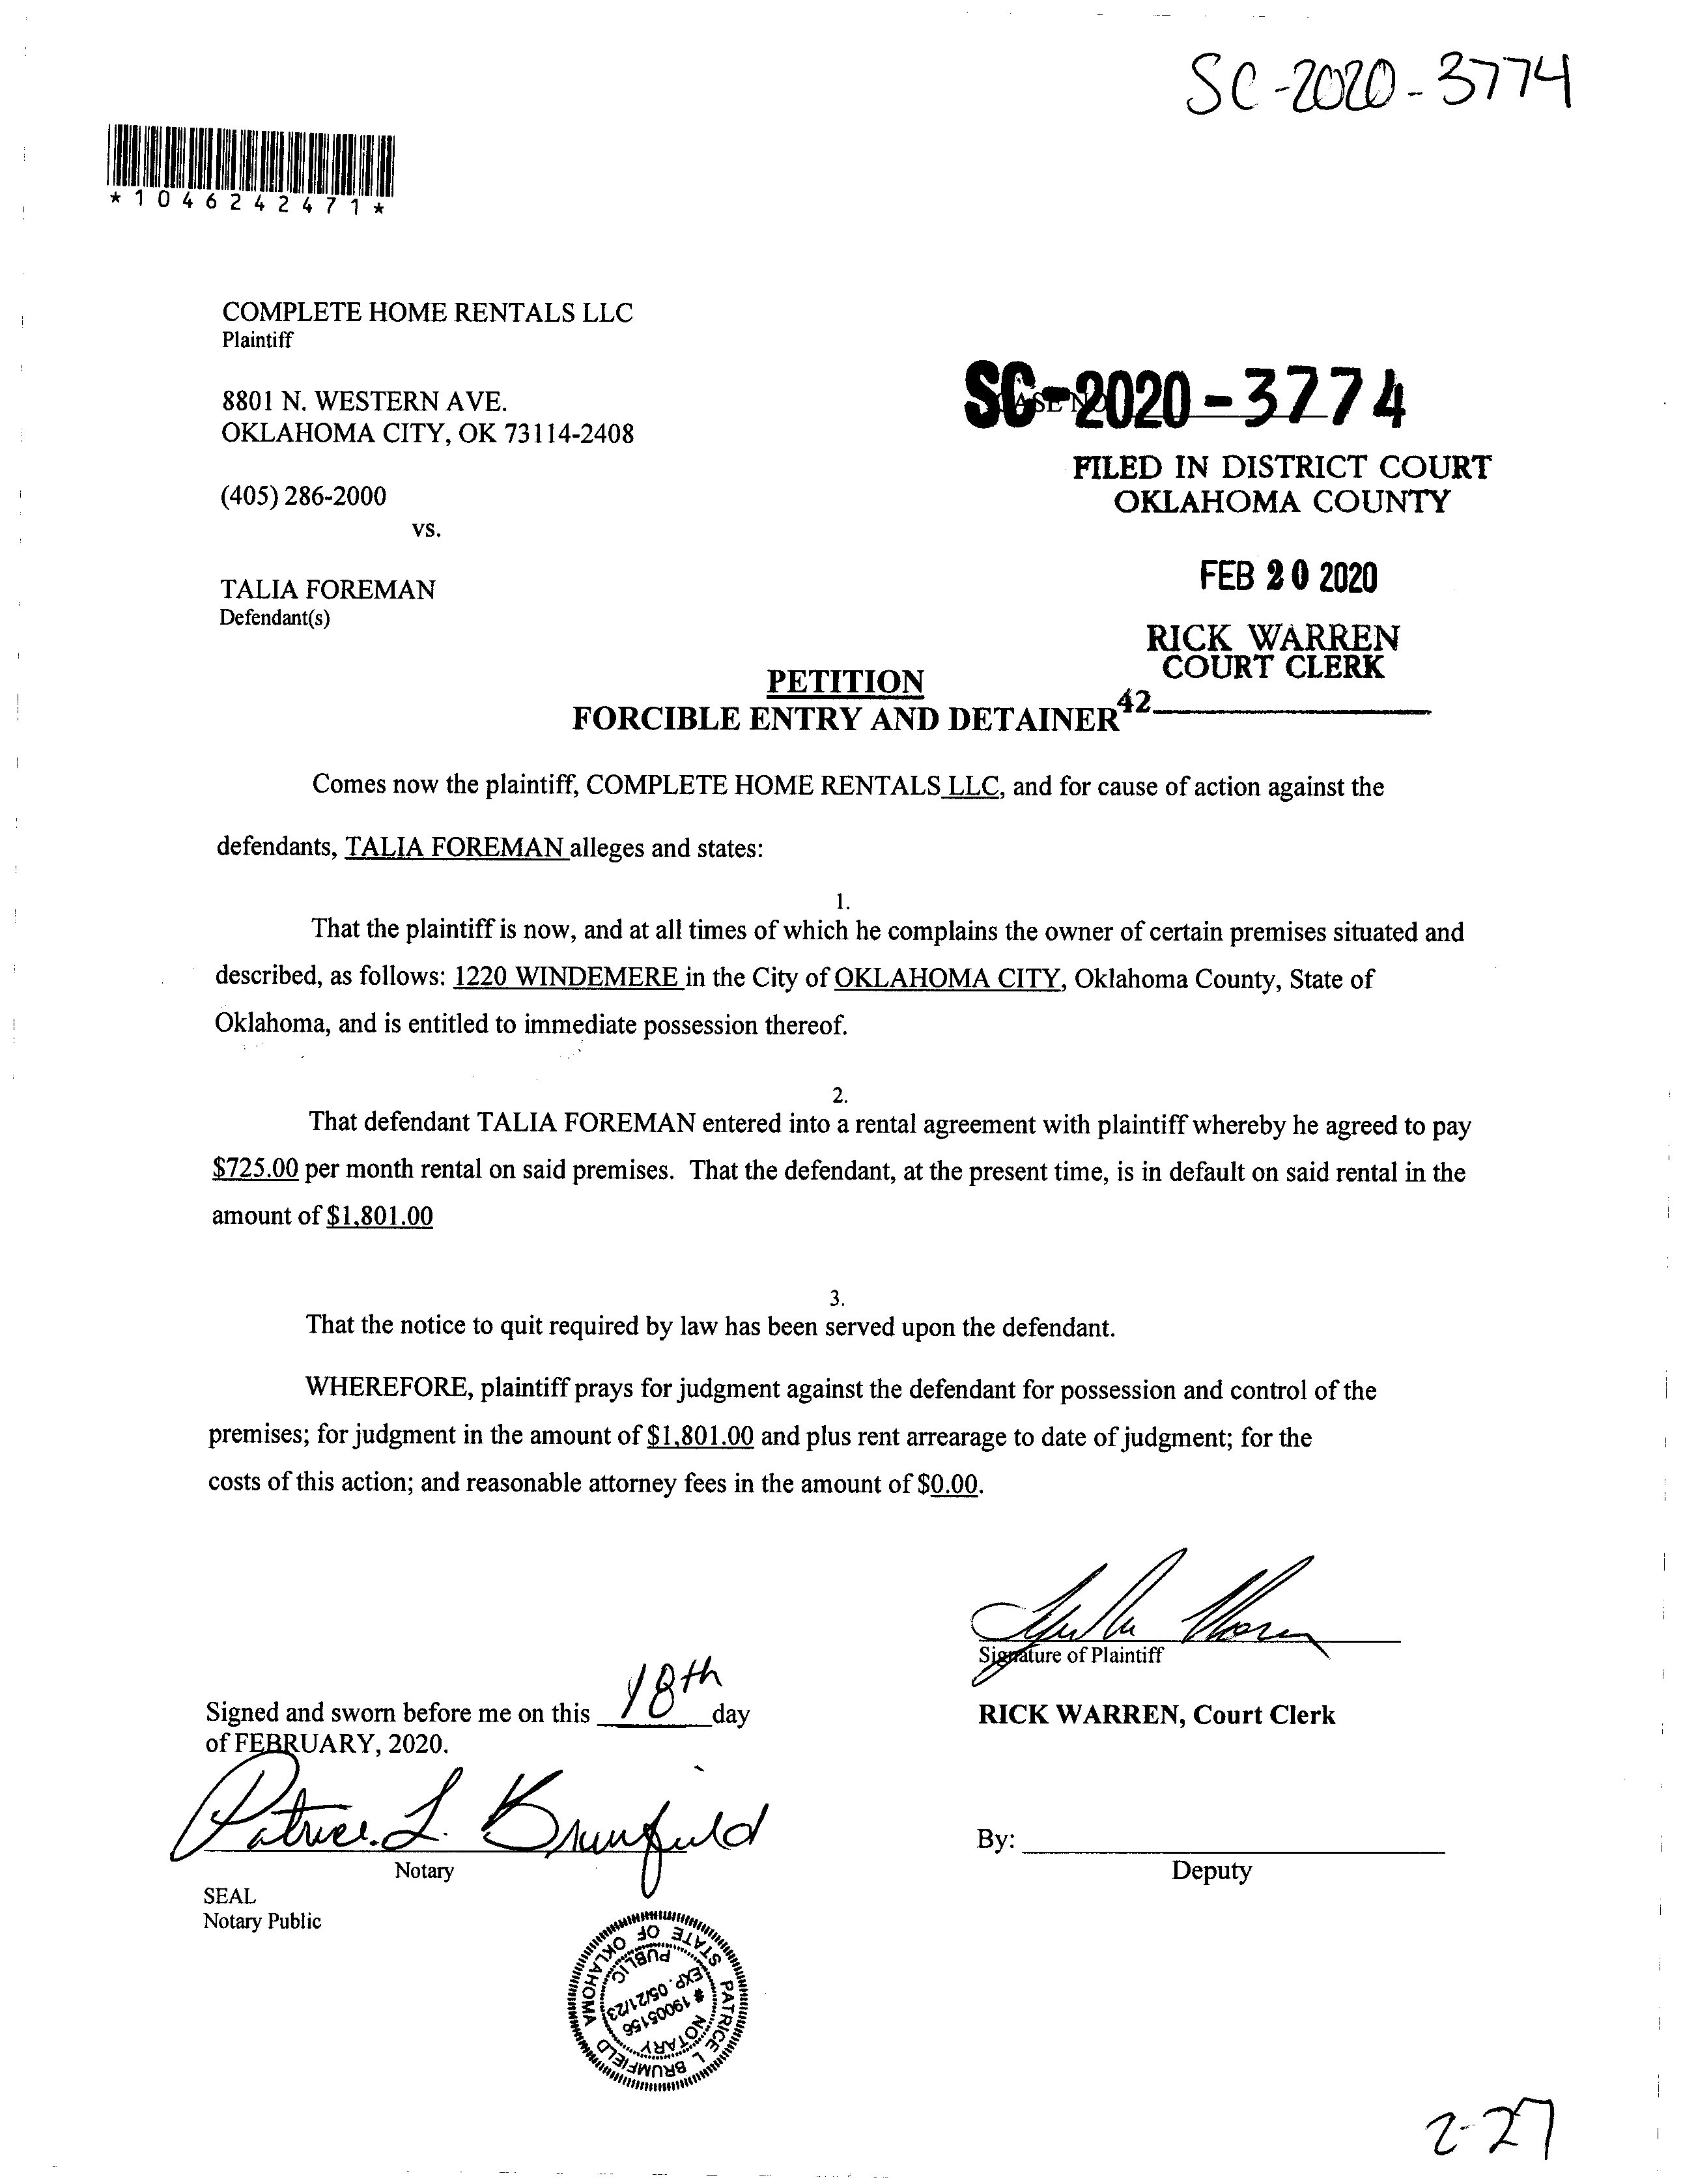 SC-2020-3774
*1046242471*
COMPLETE HOME RENTALS LLC
Plaintiff
8801 N. WESTERN AVE.
OKLAHOMA CITY, OK 73114-2408
(405) 286-2000
vs.
TALIA FOREMAN
Defendant(s)
SC-2020-3774
CASE NO
FILED IN DISTRICT COURT
OKLAHOMA COUNTY
FEB 20 2020
RICK WARREN
COURT CLERK
42
PETITION
FORCIBLE ENTRY AND DETAINER
Comes now the plaintiff, COMPLETE HOME RENTALS LLC, and for cause of action against the
defendants, TALIA FOREMAN alleges and states:
1.
That the plaintiff is now, and at all times of which he complains the owner of certain premises situated and
described, as follows: 1220 WINDEMERE in the City of OKLAHOMA CITY, Oklahoma County, State of
Oklahoma, and is entitled to immediate possession thereof.
2.
That defendant TALIA FOREMAN entered into a rental agreement with plaintiff whereby he agreed to pay
$725.00 per month rental on said premises. That the defendant, at the present time, is in default on said rental in the
amount of $1,801.00
3.
That the notice to quit required by law has been served upon the defendant.
WHEREFORE, plaintiff prays for judgment against the defendant for possession and control of the
premises; for judgment in the amount of $1,801.00 and plus rent arrearage to date of judgment; for the
costs of this action; and reasonable attorney fees in the amount of $0.00.
Signature of Plaintiff
Signed and sworn before me on this 18th day
of FEBRUARY, 2020.
RICK WARREN, Court Clerk
Patrice L. Brumfield
Notary
By:
Deputy
SEAL
Notary Public
PATRICE L BRUMFIELD
STATE OF OKLAHOMA
NOTARY
# 19005156
EXP. 05/21/23
PUBLIC
2-27